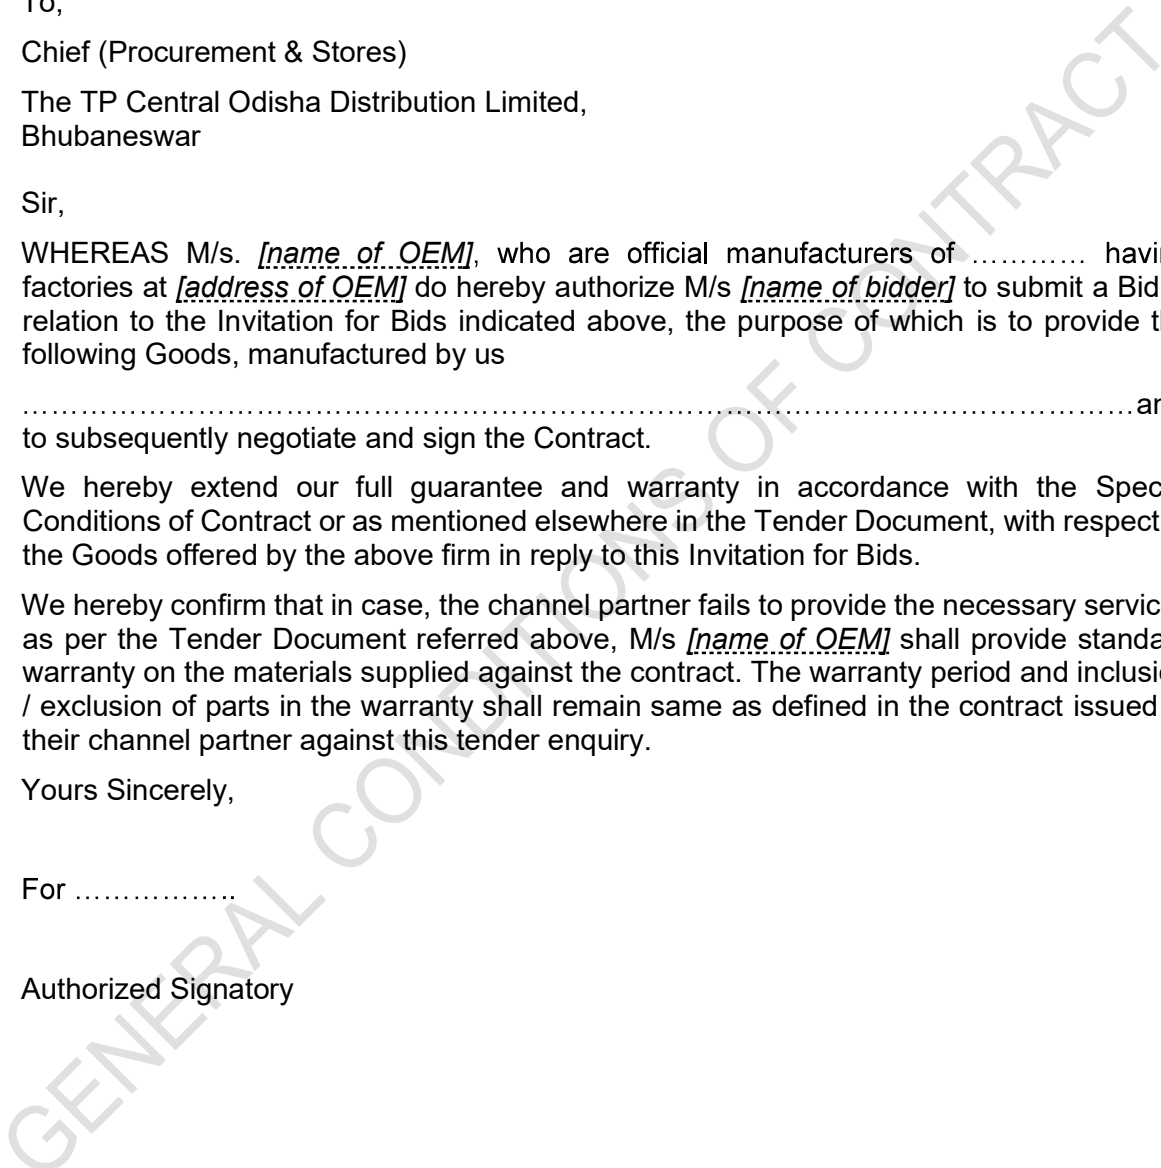 To,
Chief (Procurement & Stores)
The TP Central Odisha Distribution Limited,
Bhubaneswar
Sir,
WHEREAS M/s. [name of OEM], who are official manufacturers of ………… havin
factories at [address of OEM] do hereby authorize M/s [name of bidder] to submit a Bid
relation to the Invitation for Bids indicated above, the purpose of which is to provide th
following Goods, manufactured by us
……………………………………………………………………………………………………………………an
to subsequently negotiate and sign the Contract.
We hereby extend our full guarantee and warranty in accordance with the Spec
Conditions of Contract or as mentioned elsewhere in the Tender Document, with respect
the Goods offered by the above firm in reply to this Invitation for Bids.
We hereby confirm that in case, the channel partner fails to provide the necessary servic
as per the Tender Document referred above, M/s [name of OEM] shall provide standa
warranty on the materials supplied against the contract. The warranty period and inclusio
/ exclusion of parts in the warranty shall remain same as defined in the contract issued
their channel partner against this tender enquiry.
Yours Sincerely,
For ……………..
Authorized Signatory
GENERAL CONDITIONS OF CONTRACT